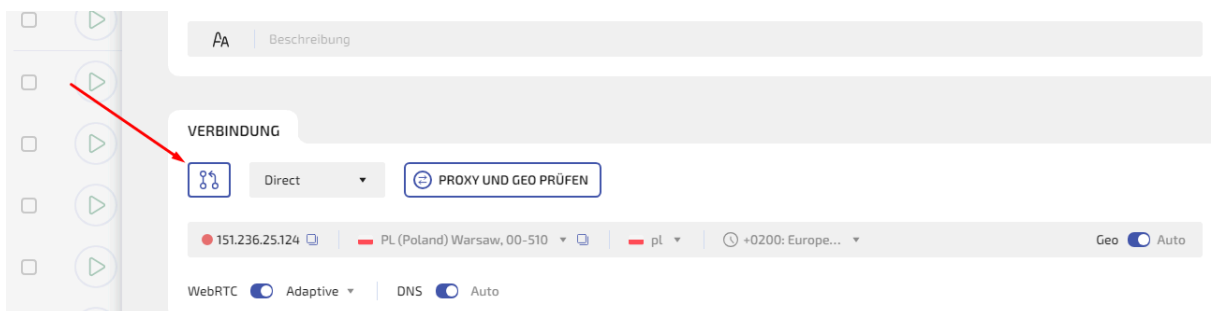 Beschreibung
VERBINDUNG
Direct PROXY UND GEO PRÜFEN
151.236.25.124 PL (Poland) Warsaw, 00-510 pl +0200: Europe... Geo Auto
WebRTC Adaptive DNS Auto